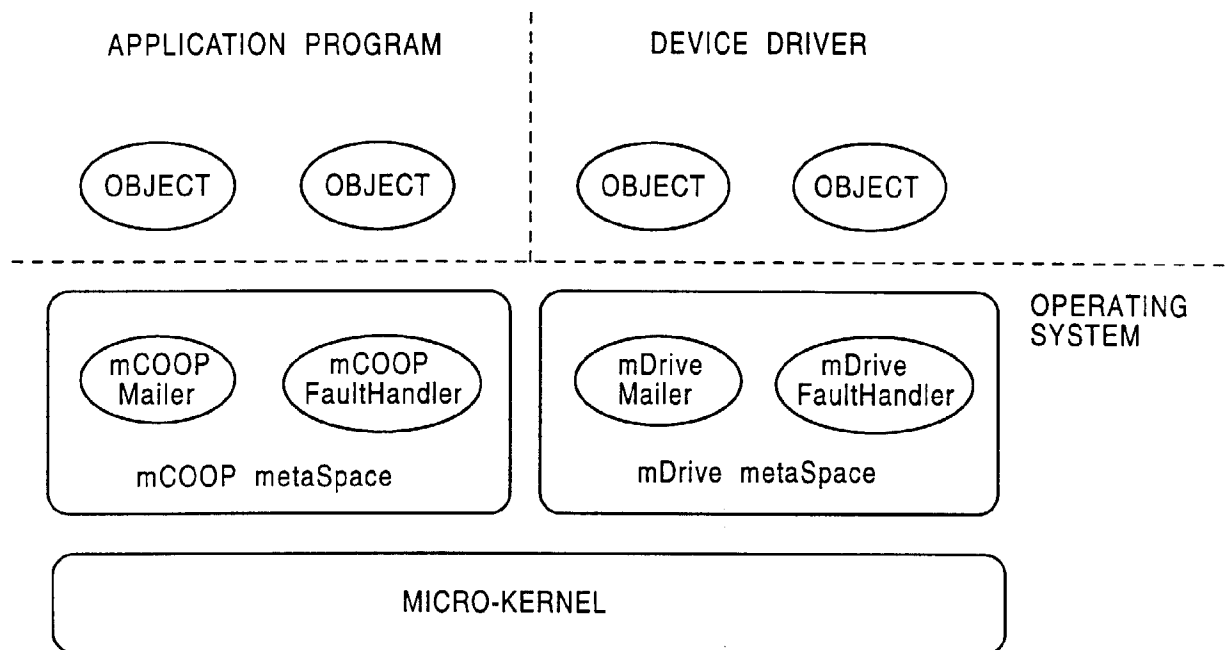 APPLICATION PROGRAM
DEVICE DRIVER
OBJECT
OBJECT
OBJECT
OBJECT
OPERATING
SYSTEM
mCOOP
Mailer
mCOOP
FaultHandler
mDrive
Mailer
mDrive
FaultHandler
mCOOP metaSpace
mDrive metaSpace
MICRO-KERNEL